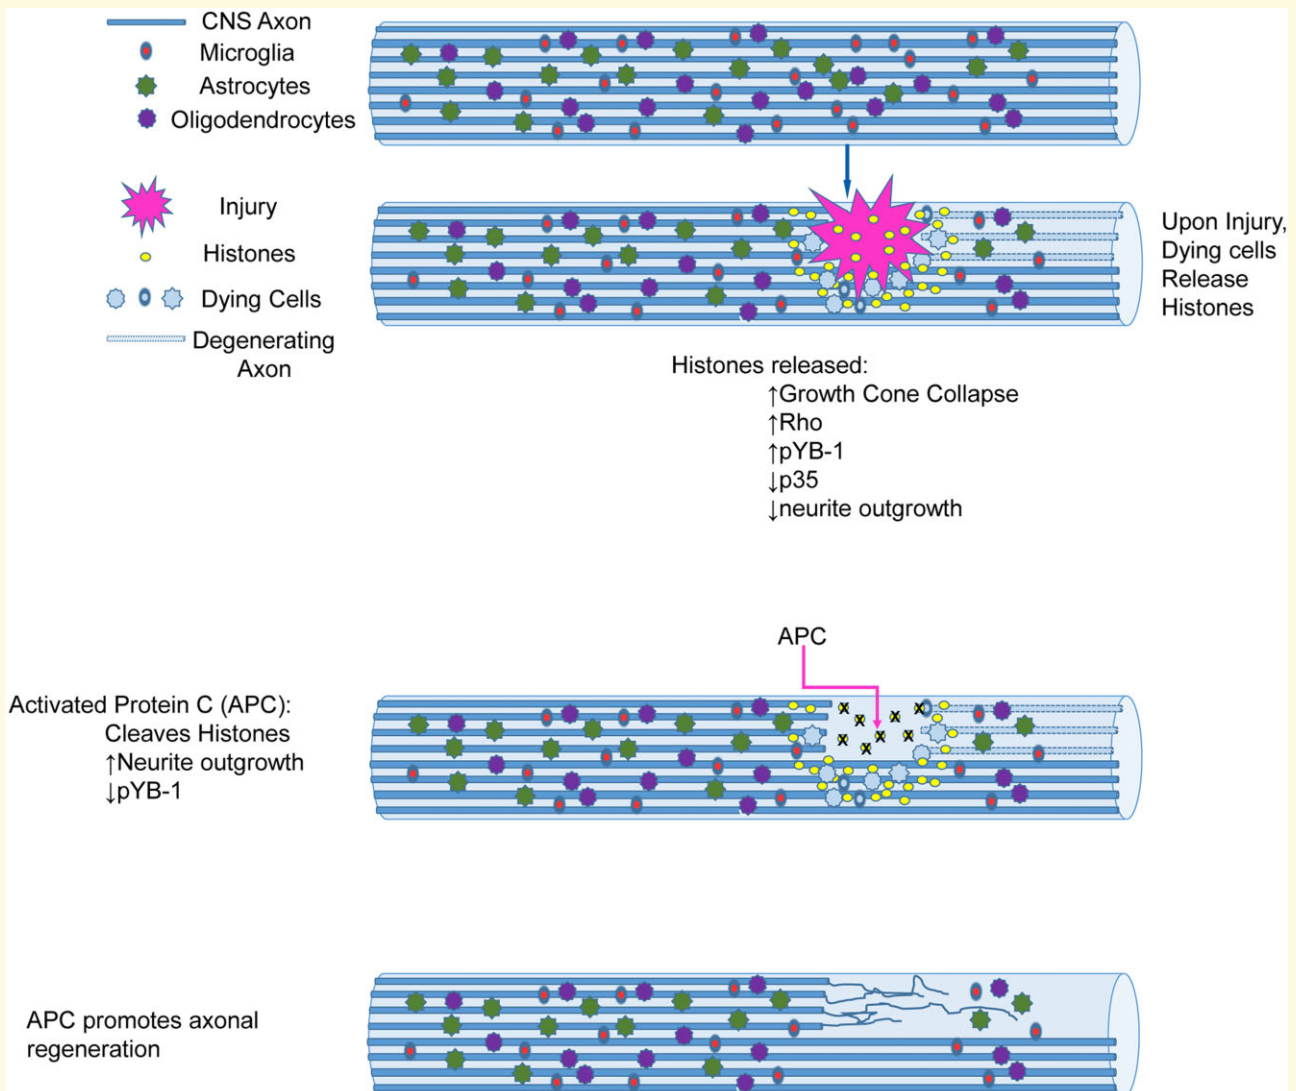 CNS Axon
Microglia
Astrocytes
Oligodendrocytes
Injury
Histones
Dying Cells
Degenerating
Axon
Upon Injury,
Dying cells
Release
Histones
Histones released:
↑Growth Cone Collapse
↑Rho
↑pYB-1
↓p35
↓neurite outgrowth
APC
Activated Protein C (APC):
Cleaves Histones
↑Neurite outgrowth
↓pYB-1
APC promotes axonal
regeneration